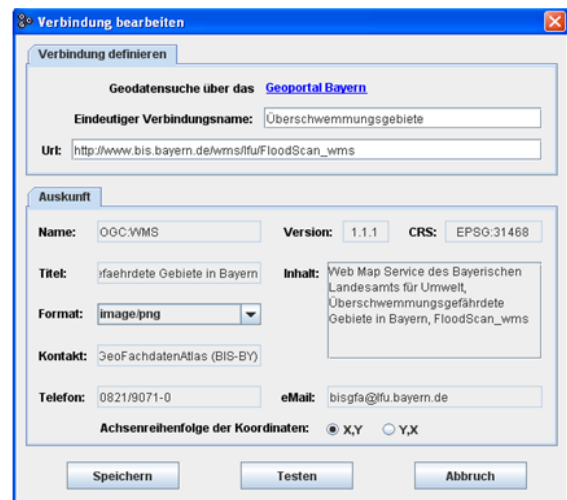 Verbindung bearbeiten
Verbindung definieren
Geodatensuche über das Geoportal Bayern
Eindeutiger Verbindungsname: Überschwemmungsgebiete
Url: http://www.bis.bayern.de/wms/lfu/FloodScan_wms
Auskunft
Name: OGC:WMS Version: 1.1.1 CRS: EPSG:31468
Titel: efaehrdete Gebiete in Bayern Inhalt: Web Map Service des Bayerischen
Landesamts für Umwelt,
Überschwemmungsgefährdete
Gebiete in Bayern, FloodScan_wms
Format: image/png
Kontakt: GeoFachdatenAtlas (BIS-BY)
Telefon: 0821/9071-0 eMail: bisgfa@lfu.bayern.de
Achsenreihenfolge der Koordinaten: X,Y Y,X
Speichern Testen Abbruch